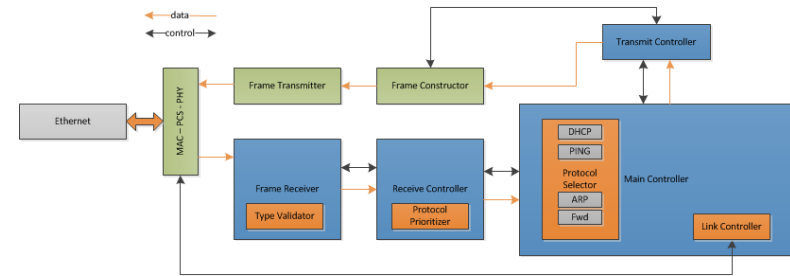 data
control
Transmit Controller
Frame Transmitter
Frame Constructor
MAC – PCS - PHY
Ethernet
Frame Receiver
Type Validator
Receive Controller
Protocol
Prioritizer
DHCP
PING
Protocol
Selector
ARP
Fwd
Main Controller
Link Controller